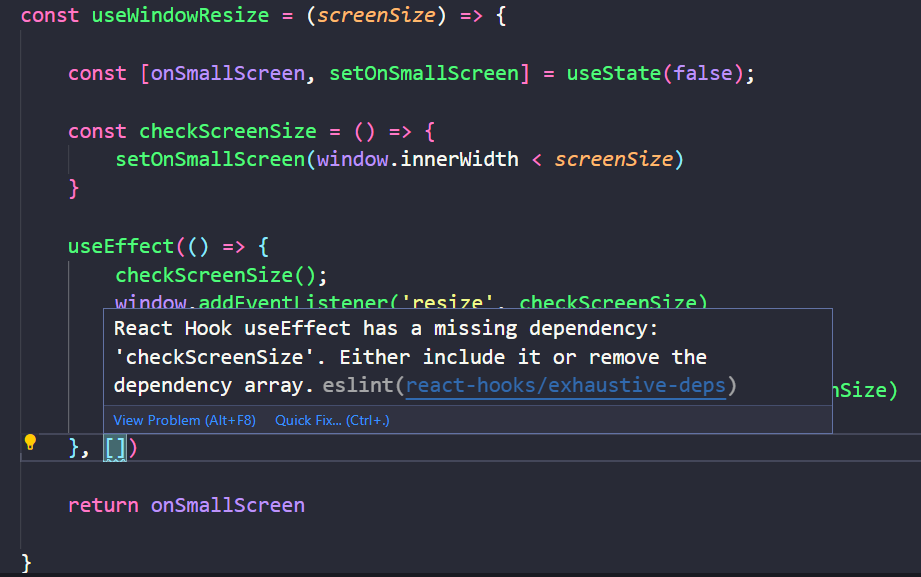 const useWindowResize = (screenSize) => {
const [onSmallScreen, setOnSmallScreen] = useState(false);
const checkScreenSize = () => {
setOnSmallScreen(window.innerWidth < screenSize)
}
useEffect(() => {
checkScreenSize();
window.addEventListener('resize', checkScreenSize)
React Hook useEffect has a missing dependency:
'checkScreenSize'. Either include it or remove the
dependency array. eslint(react-hooks/exhaustive-deps)
nSize)
View Problem (Alt+F8) Quick Fix... (Ctrl+.)
}, [])
return onSmallScreen
}